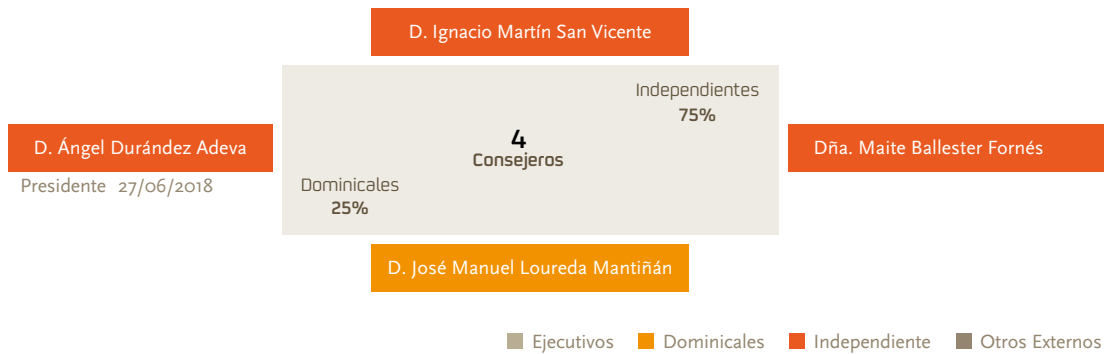 D. Ignacio Martín San Vicente
Independientes
75%
4
Consejeros
D. Ángel Durández Adeva
Presidente 27/06/2018
Dña. Maite Ballester Fornés
Dominicales
25%
D. José Manuel Loureda Mantiñán
Ejecutivos Dominicales Independiente Otros Externos